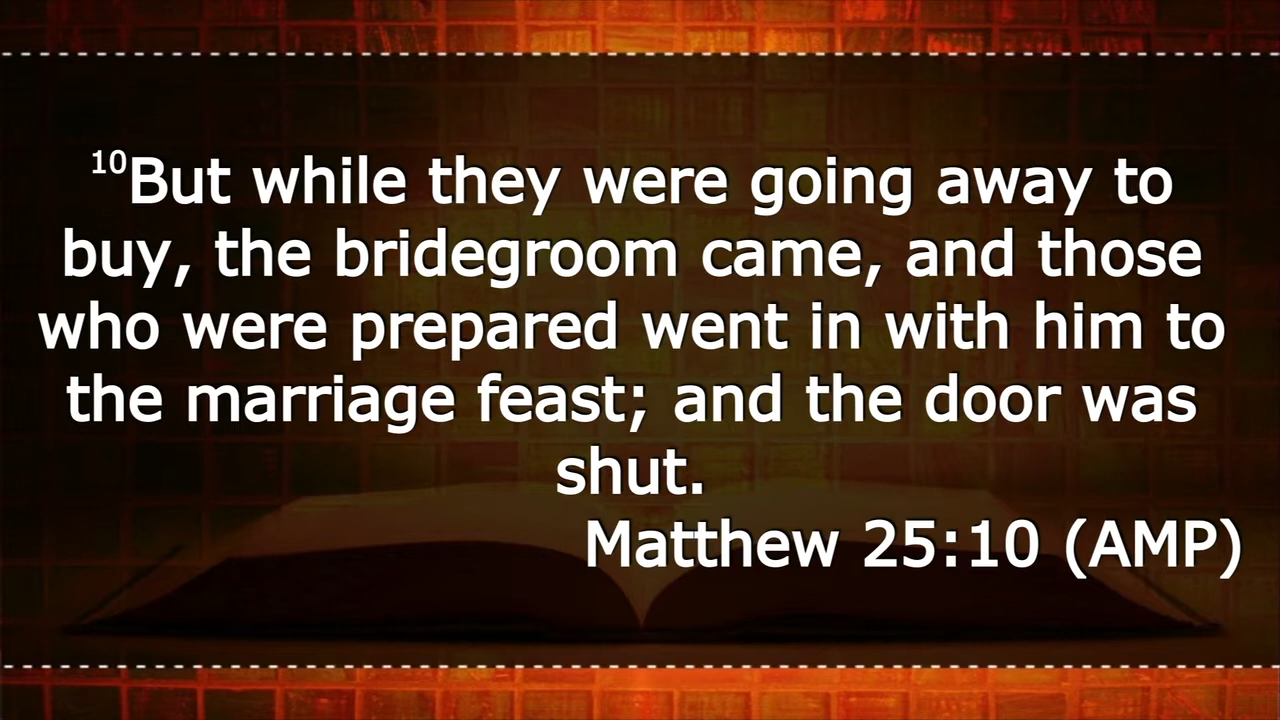 10But while they were going away to
buy, the bridegroom came, and those
who were prepared went in with him to
the marriage feast; and the door was
shut.
Matthew 25:10 (AMP)